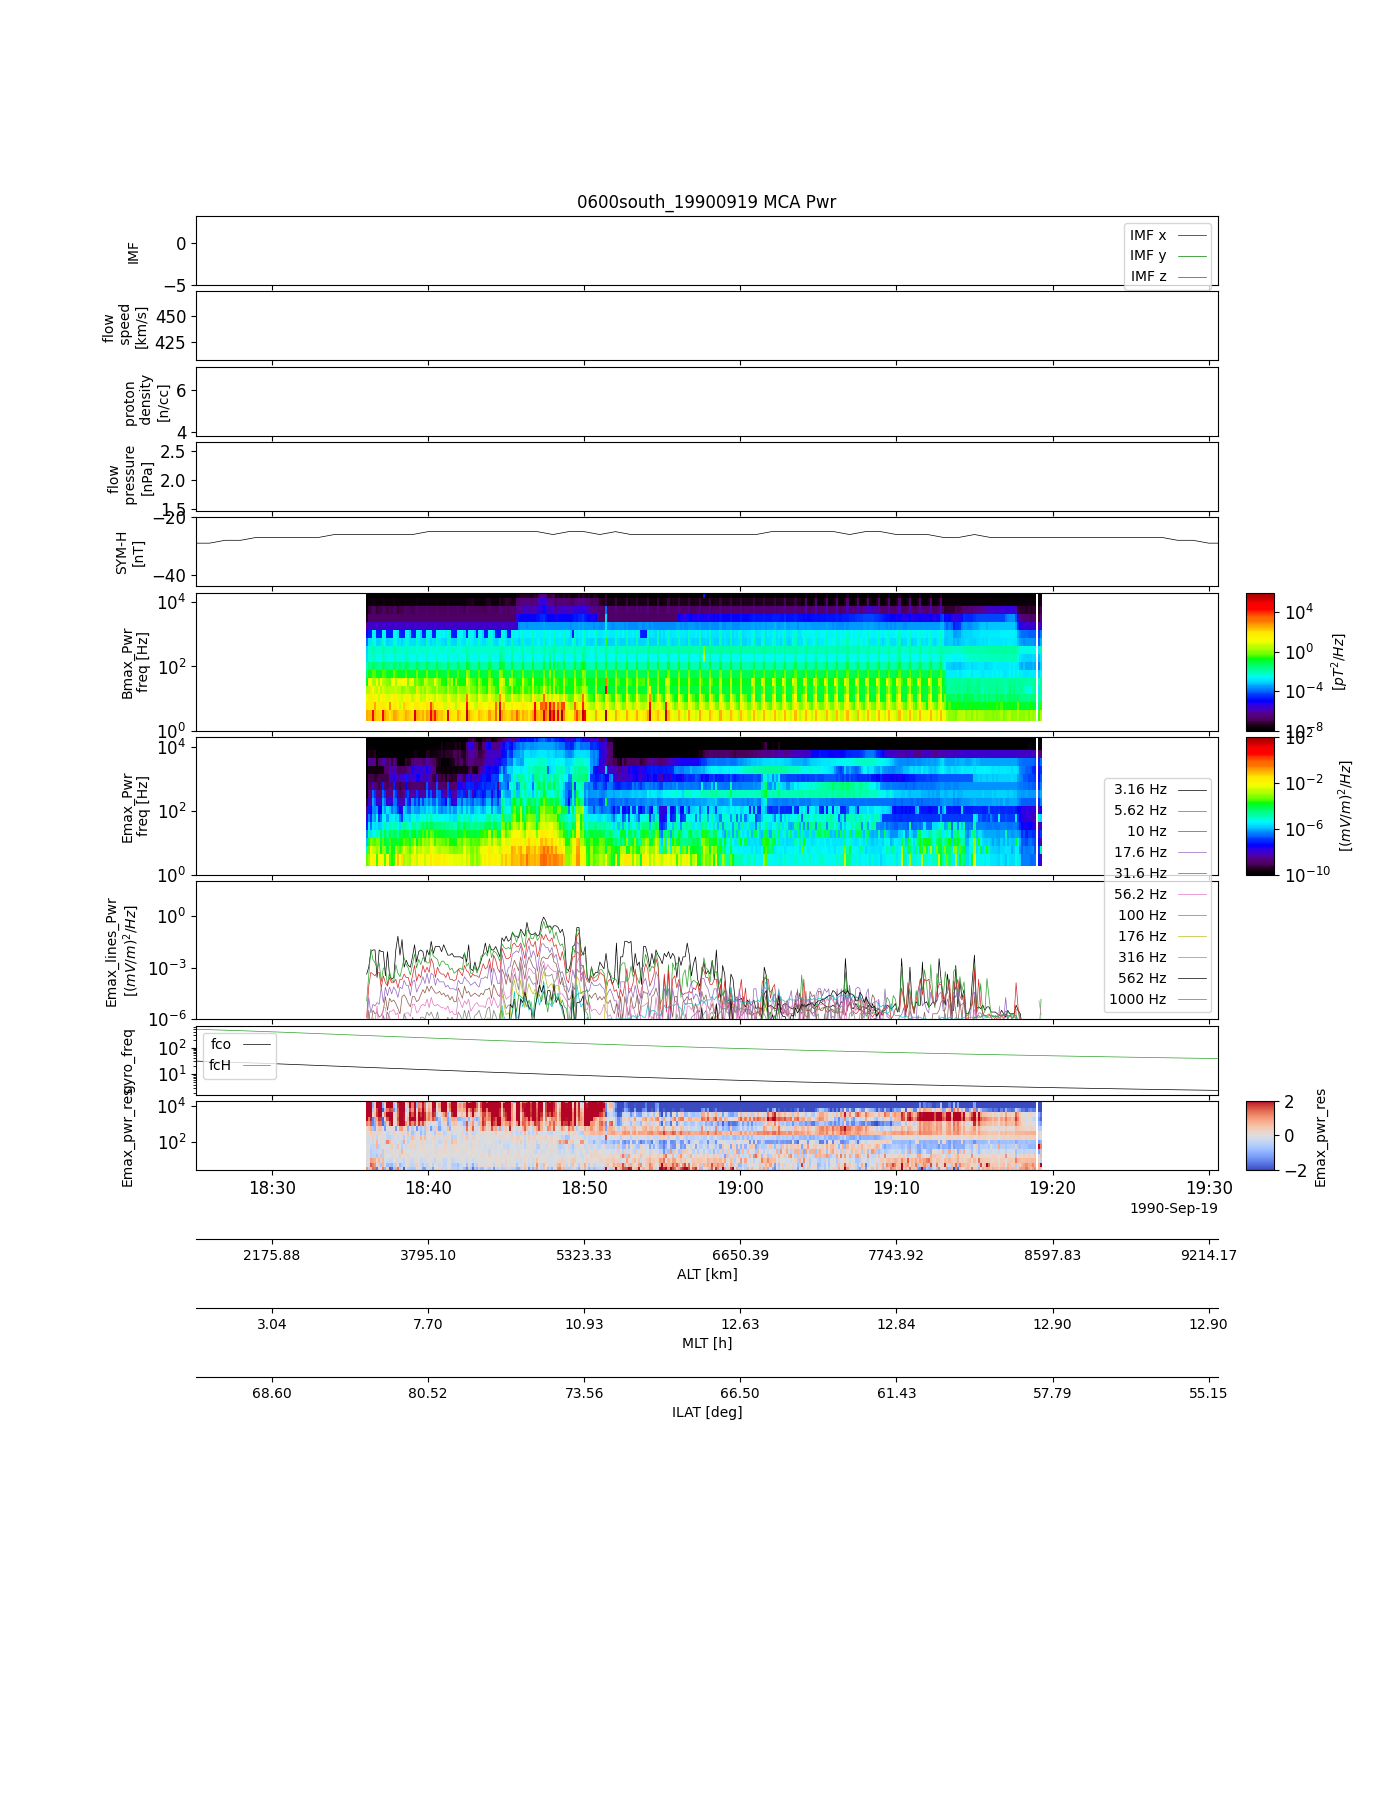 0600south_19900919 MCA Pwr
IMF
0
−5
IMF x
IMF y
IMF z
flow
speed
[km/s]
450
425
proton
density
[n/cc]
6
4
flow
pressure
[nPa]
2.5
2.0
1.5
SYM-H
[nT]
−20
−40
Bmax_Pwr
freq [Hz]
10^4
10^2
10^0
10^4
10^0
10^−4
10^−8
[pT^2/Hz]
Emax_Pwr
freq [Hz]
10^4
10^2
10^0
10^2
10^−2
10^−6
10^−10
[(mV/m)^2/Hz]
3.16 Hz
5.62 Hz
10 Hz
17.6 Hz
31.6 Hz
56.2 Hz
100 Hz
176 Hz
316 Hz
562 Hz
1000 Hz
Emax_lines_Pwr
[(mV/m)^2/Hz]
10^0
10^−3
10^−6
gyro_freq
10^2
10^1
fco
fcH
Emax_pwr_res
10^4
10^2
2
0
−2
Emax_pwr_res
18:30 18:40 18:50 19:00 19:10 19:20 19:30
1990-Sep-19
2175.88 3795.10 5323.33 6650.39 7743.92 8597.83 9214.17
ALT [km]
3.04 7.70 10.93 12.63 12.84 12.90 12.90
MLT [h]
68.60 80.52 73.56 66.50 61.43 57.79 55.15
ILAT [deg]